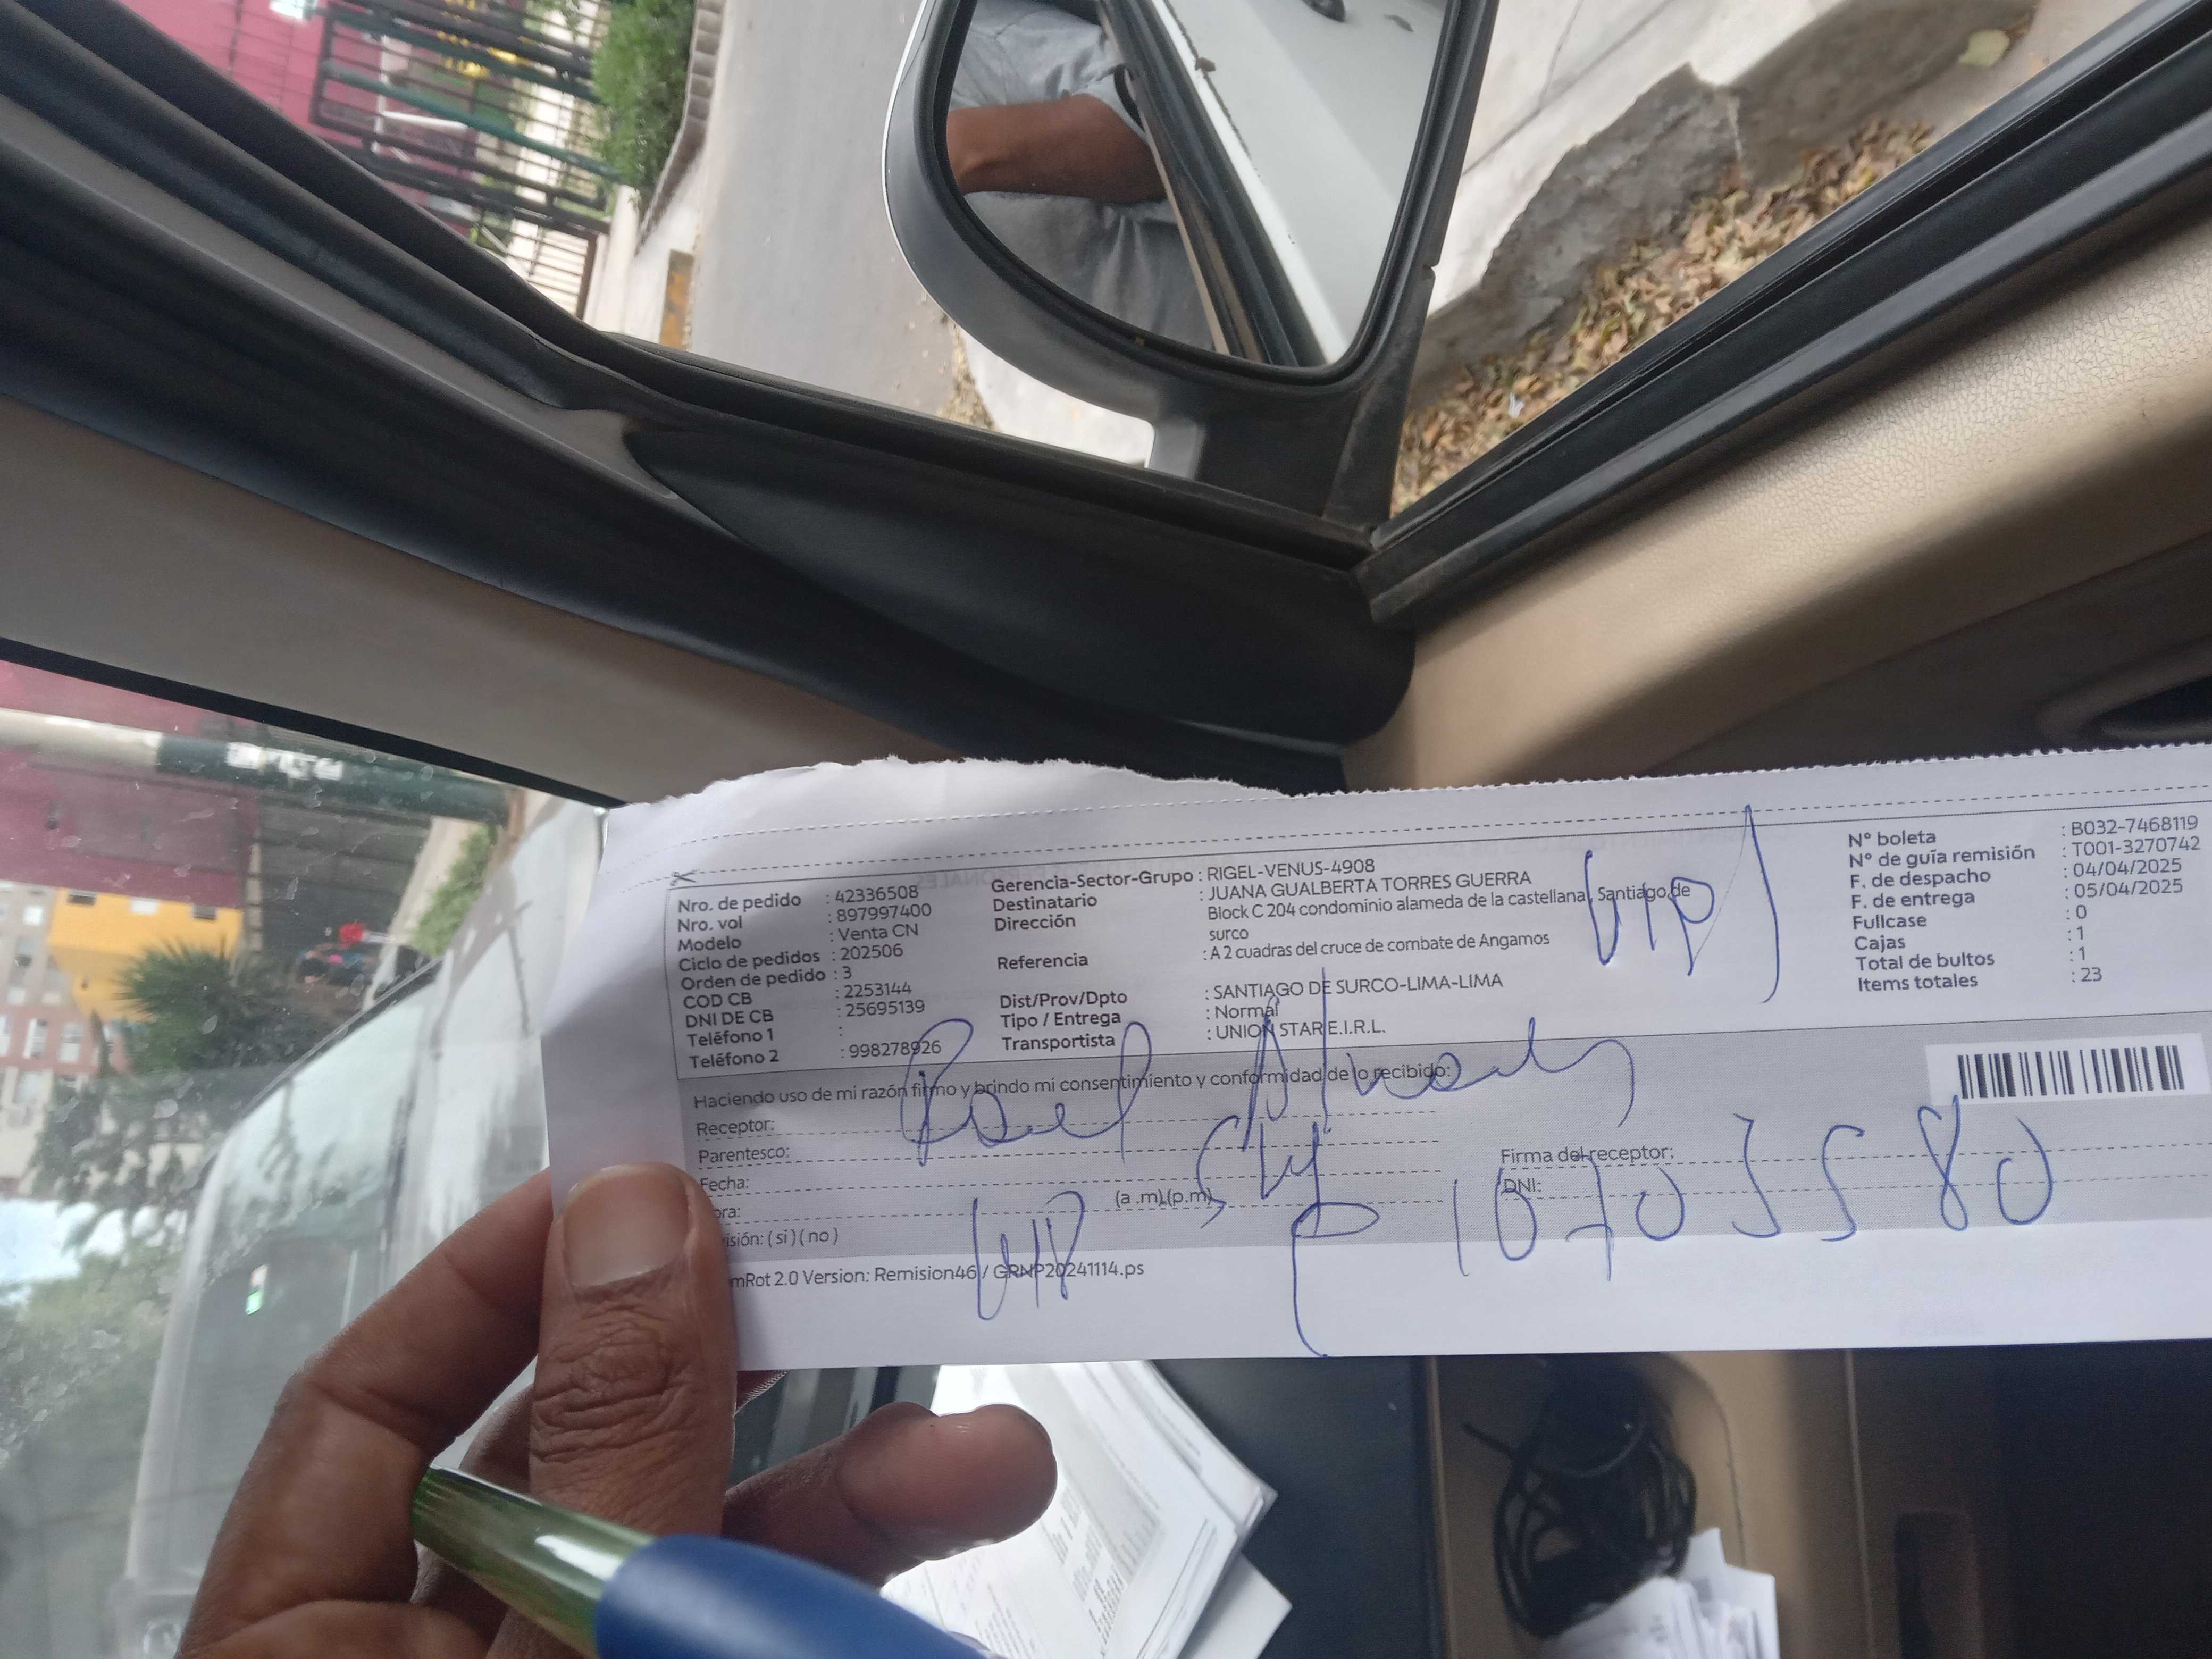 Nro. de pedido : 42336508
Nro. vol : 897997400
Modelo : Venta CN
Ciclo de pedidos : 202506
Orden de pedido : 3
COD CB : 2253144
DNI DE CB : 25695139
Teléfono 1 :
Teléfono 2 : 998278926
Gerencia-Sector-Grupo : RIGEL-VENUS-4908
Destinatario : JUANA GUALBERTA TORRES GUERRA
Dirección Block C 204 condominio alameda de la castellana, Santiago de
surco
Referencia : A 2 cuadras del cruce de combate de Angamos
Dist/Prov/Dpto : SANTIAGO DE SURCO-LIMA-LIMA
Tipo / Entrega : Normal
Transportista : UNION STAR E.I.R.L.
N° boleta : B032-7468119
N° de guía remisión : T001-3270742
F. de despacho : 04/04/2025
F. de entrega : 05/04/2025
Fullcase : 0
Cajas : 1
Total de bultos : 1
Items totales : 23
Haciendo uso de mi razón firmo y brindo mi consentimiento y conformidad de lo recibido:
Receptor:
Parentesco:
Fecha:
ora: (a .m),(p.m)
isión: ( si ) ( no )
Firma del receptor:
DNI:
mRot 2.0 Version: Remision46 / GRNP20241114.ps